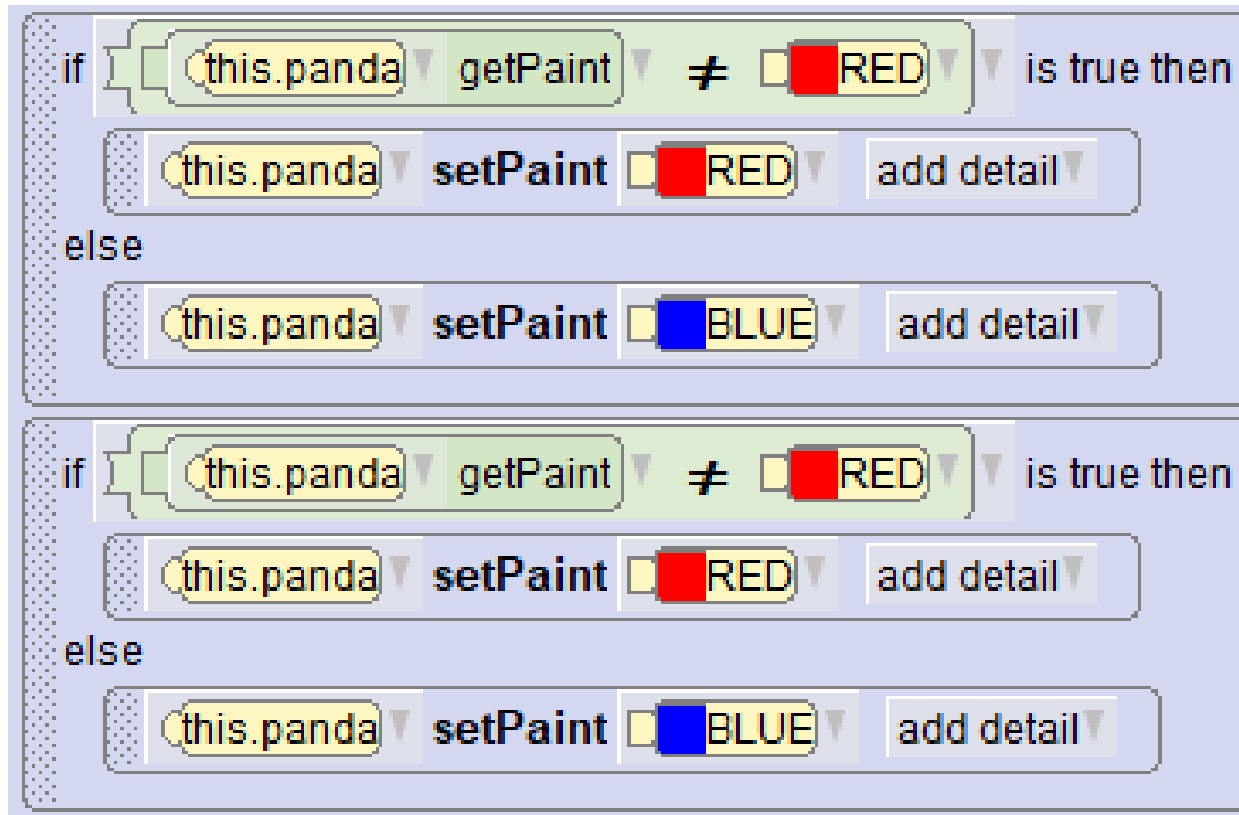 if this.panda getPaint ≠ RED is true then
this.panda setPaint RED add detail
else
this.panda setPaint BLUE add detail
if this.panda getPaint ≠ RED is true then
this.panda setPaint RED add detail
else
this.panda setPaint BLUE add detail